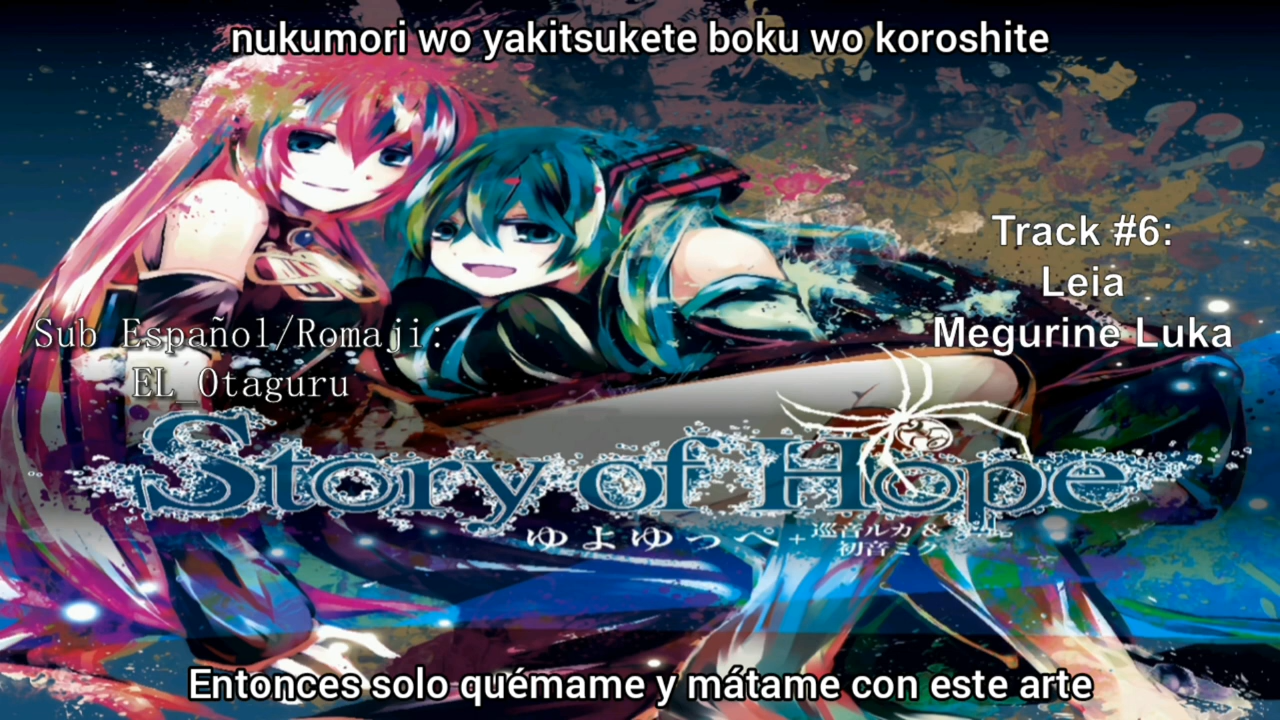 nukumori wo yakitsukete boku wo koroshite
Track #6:
Leia
Megurine Luka
Sub Español/Romaji:
EL_Otaguru
Story of Hope
ゆよゆっぺ+巡音ルカ &
初音ミク
Entonces solo quémame y mátame con este arte